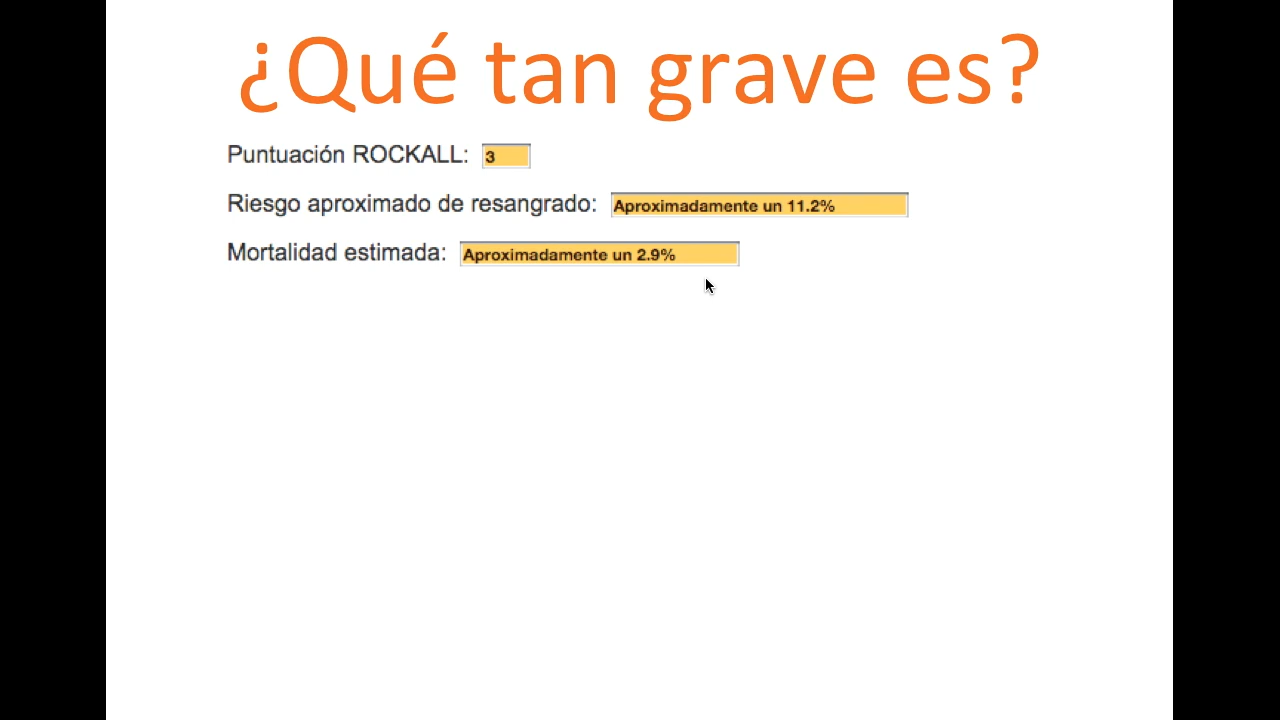 ¿Qué tan grave es?
Puntuación ROCKALL: 3
Riesgo aproximado de resangrado: Aproximadamente un 11.2%
Mortalidad estimada: Aproximadamente un 2.9%